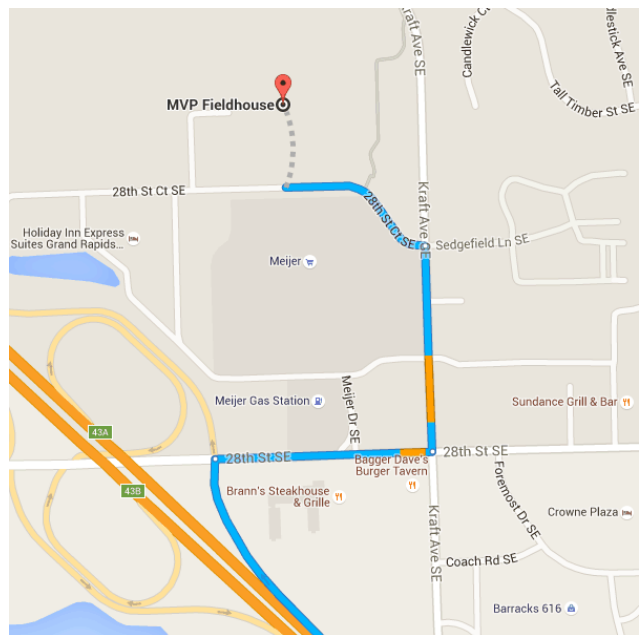 Kraft Ave SE
Candlewick Ct
Tall Timber St SE
MVP Fieldhouse
28th St Ct SE
28th St Ct SE
Kraft Ave SE
Holiday Inn Express
Suites Grand Rapids...
Sedgefield Ln SE
Meijer
Meijer Gas Station
Meijer Dr SE
Sundance Grill & Bar
43A
28th St SE
28th St SE
Bagger Dave's
Burger Tavern
43B
Brann's Steakhouse
& Grille
Foremost Dr SE
Kraft Ave SE
Crowne Plaza
Coach Rd SE
Barracks 616